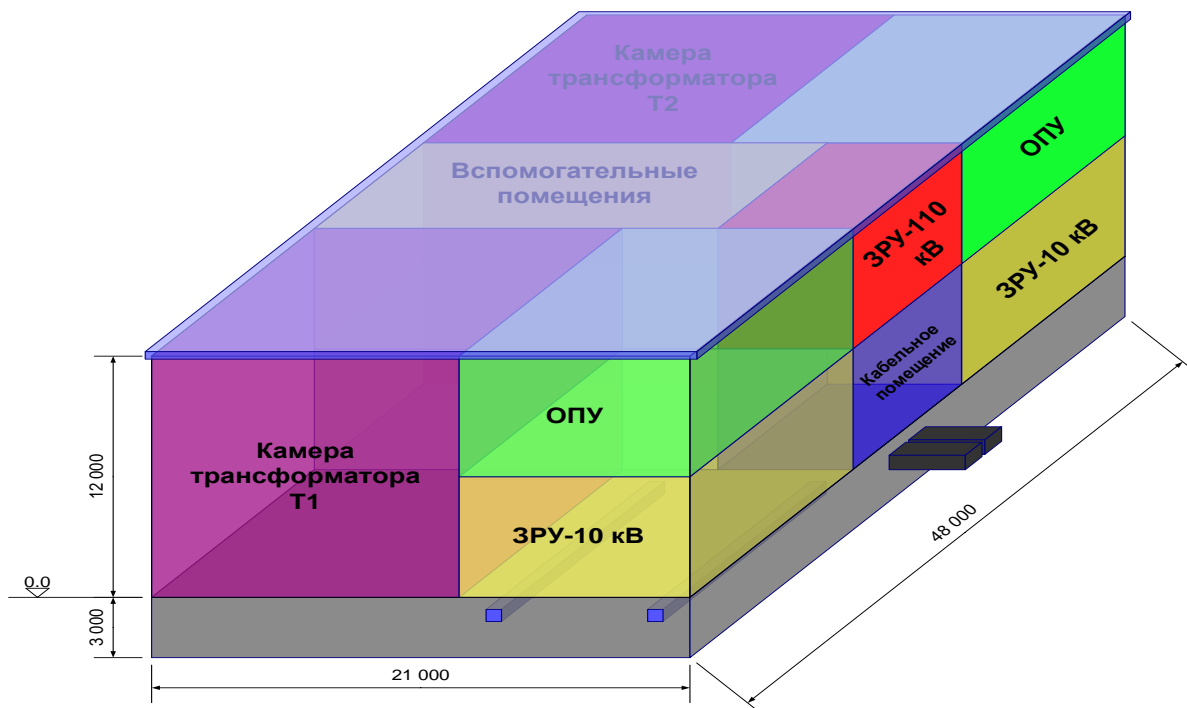 Камера
трансформатора
Т2
ОПУ
Вспомогательные
помещения
ЗРУ-110
кВ
ЗРУ-10 кВ
Кабельное
помещение
ОПУ
Камера
трансформатора
Т1
ЗРУ-10 кВ
12 000
0.0
3 000
21 000
48 000